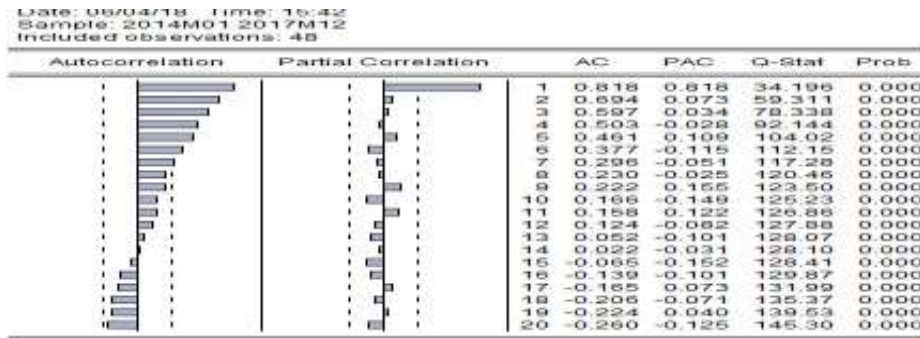 Date: 06/04/18 Time: 15:42
Sample: 2014M01 2017M12
Included observations: 48
Autocorrelation Partial Correlation AC PAC Q-Stat Prob
1 0.818 0.818 34.196 0.000
2 0.694 0.073 59.311 0.000
3 0.597 0.034 78.338 0.000
4 0.503 -0.028 92.144 0.000
5 0.461 0.109 104.02 0.000
6 0.377 -0.115 112.15 0.000
7 0.296 -0.051 117.28 0.000
8 0.230 -0.025 120.46 0.000
9 0.222 0.155 123.50 0.000
10 0.166 -0.149 125.23 0.000
11 0.158 0.122 126.86 0.000
12 0.124 -0.082 127.88 0.000
13 0.052 -0.101 128.07 0.000
14 0.022 -0.031 128.10 0.000
15 -0.065 -0.152 128.41 0.000
16 -0.139 -0.101 129.87 0.000
17 -0.165 0.073 131.99 0.000
18 -0.206 -0.071 135.37 0.000
19 -0.224 0.040 139.53 0.000
20 -0.260 -0.125 145.30 0.000